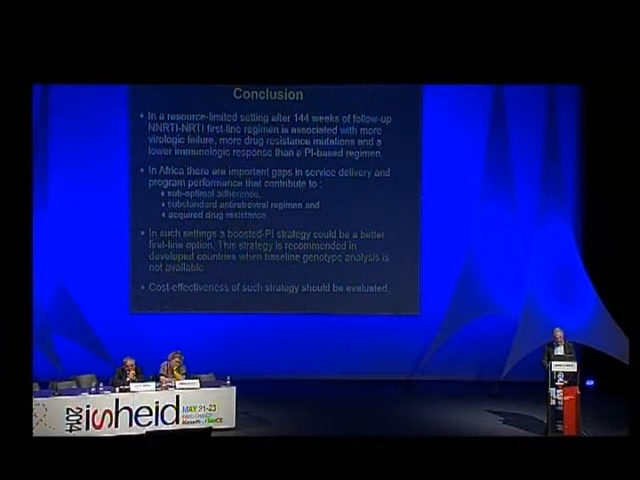 Conclusion
• In a resource-limited setting after 144 weeks of follow-up
NNRTI-NRTI first-line regimen is associated with more
virologic failure, more drug resistance mutations and a
lower immunologic response than a PI-based regimen.
• In Africa there are important gaps in service delivery and
program performance that contribute to :
♦ sub-optimal adherence,
♦ substandard antiretroviral regimen and
♦ acquired drug resistance
• In such settings a boosted-PI strategy could be a better
first-line option. This strategy is recommended in
developed countries when baseline genotype analysis is
not available
• Cost-effectiveness of such strategy should be evaluated,
2014
isheid
MAY 21-23
Marseille - FRANCE